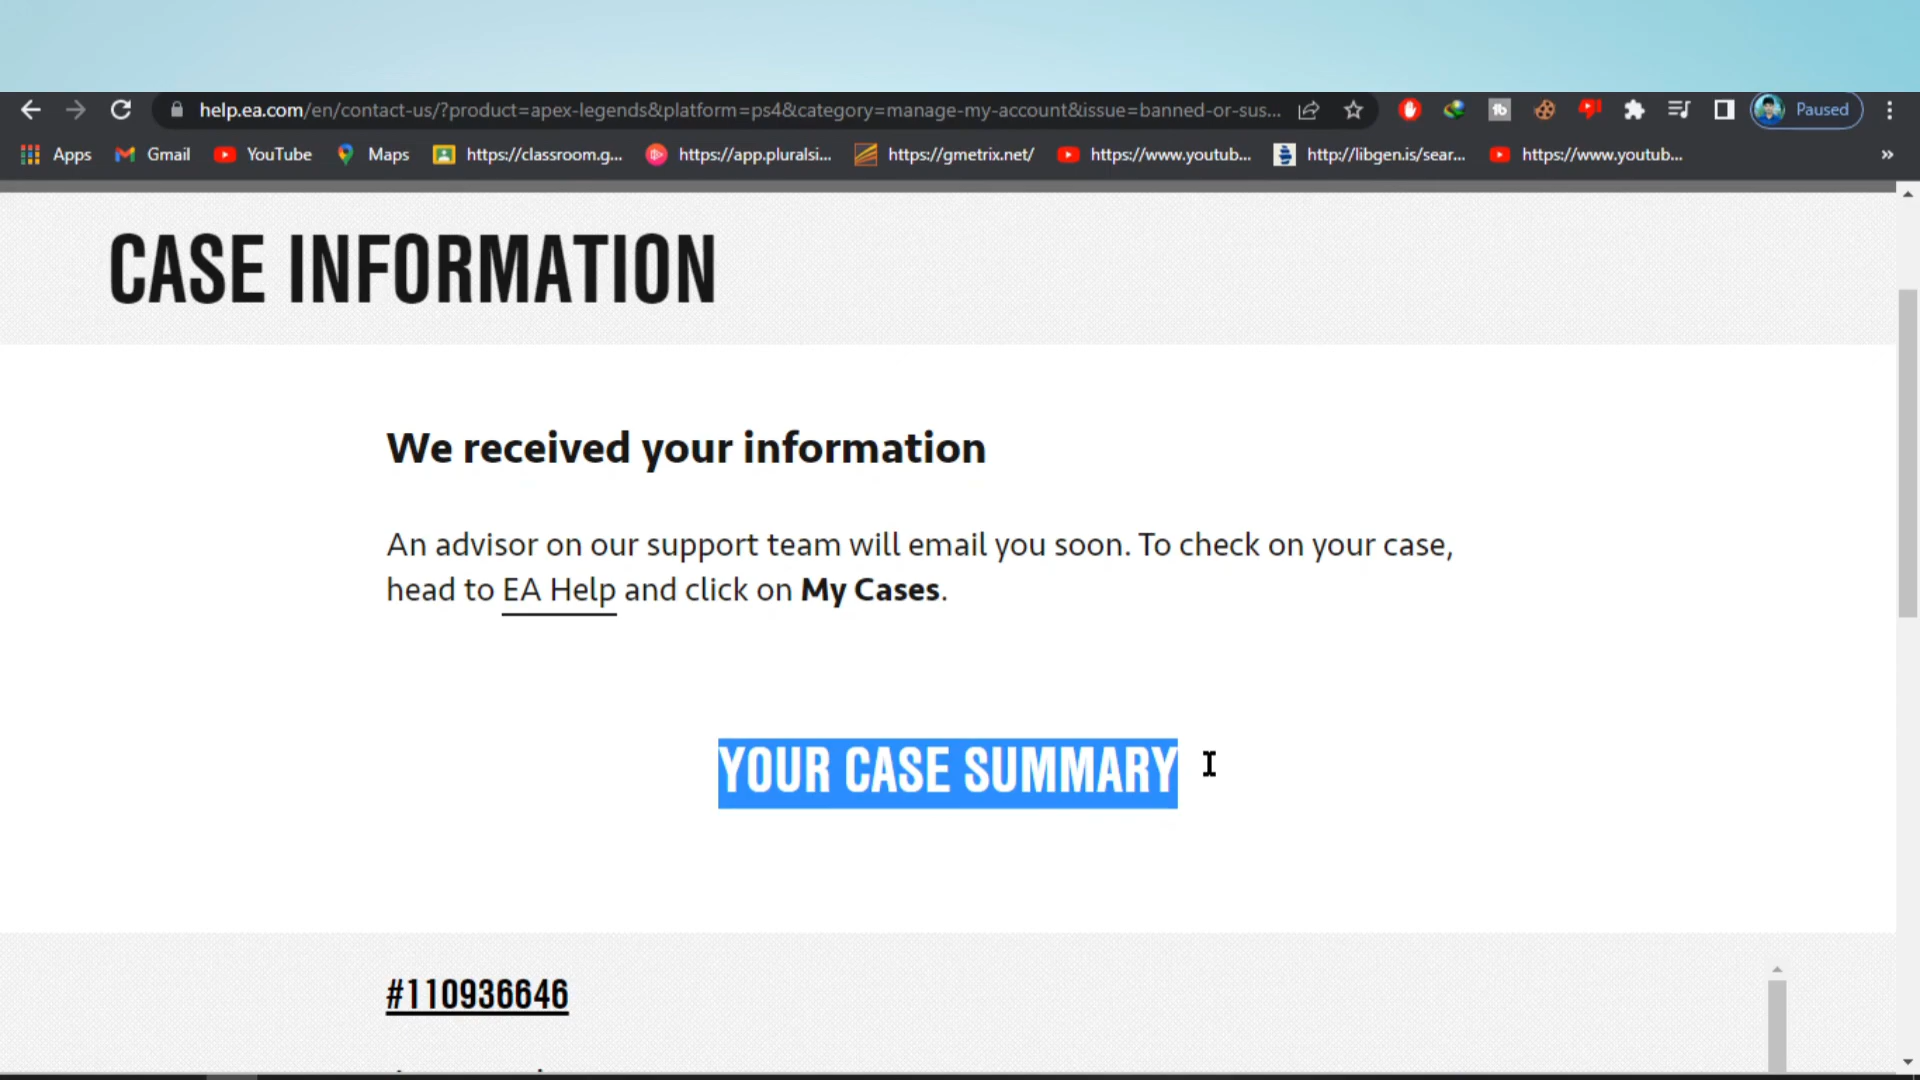 help.ea.com/en/contact-us/?product=apex-legends&platform=ps4&category=manage-my-account&issue=banned-or-sus...
Paused
Apps Gmail YouTube Maps https://classroom.g... https://app.pluralsi... https://gmetrix.net/ https://www.youtub... http://libgen.is/sear... https://www.youtub... »
CASE INFORMATION
We received your information
An advisor on our support team will email you soon. To check on your case,
head to EA Help and click on My Cases.
YOUR CASE SUMMARY
#110936646